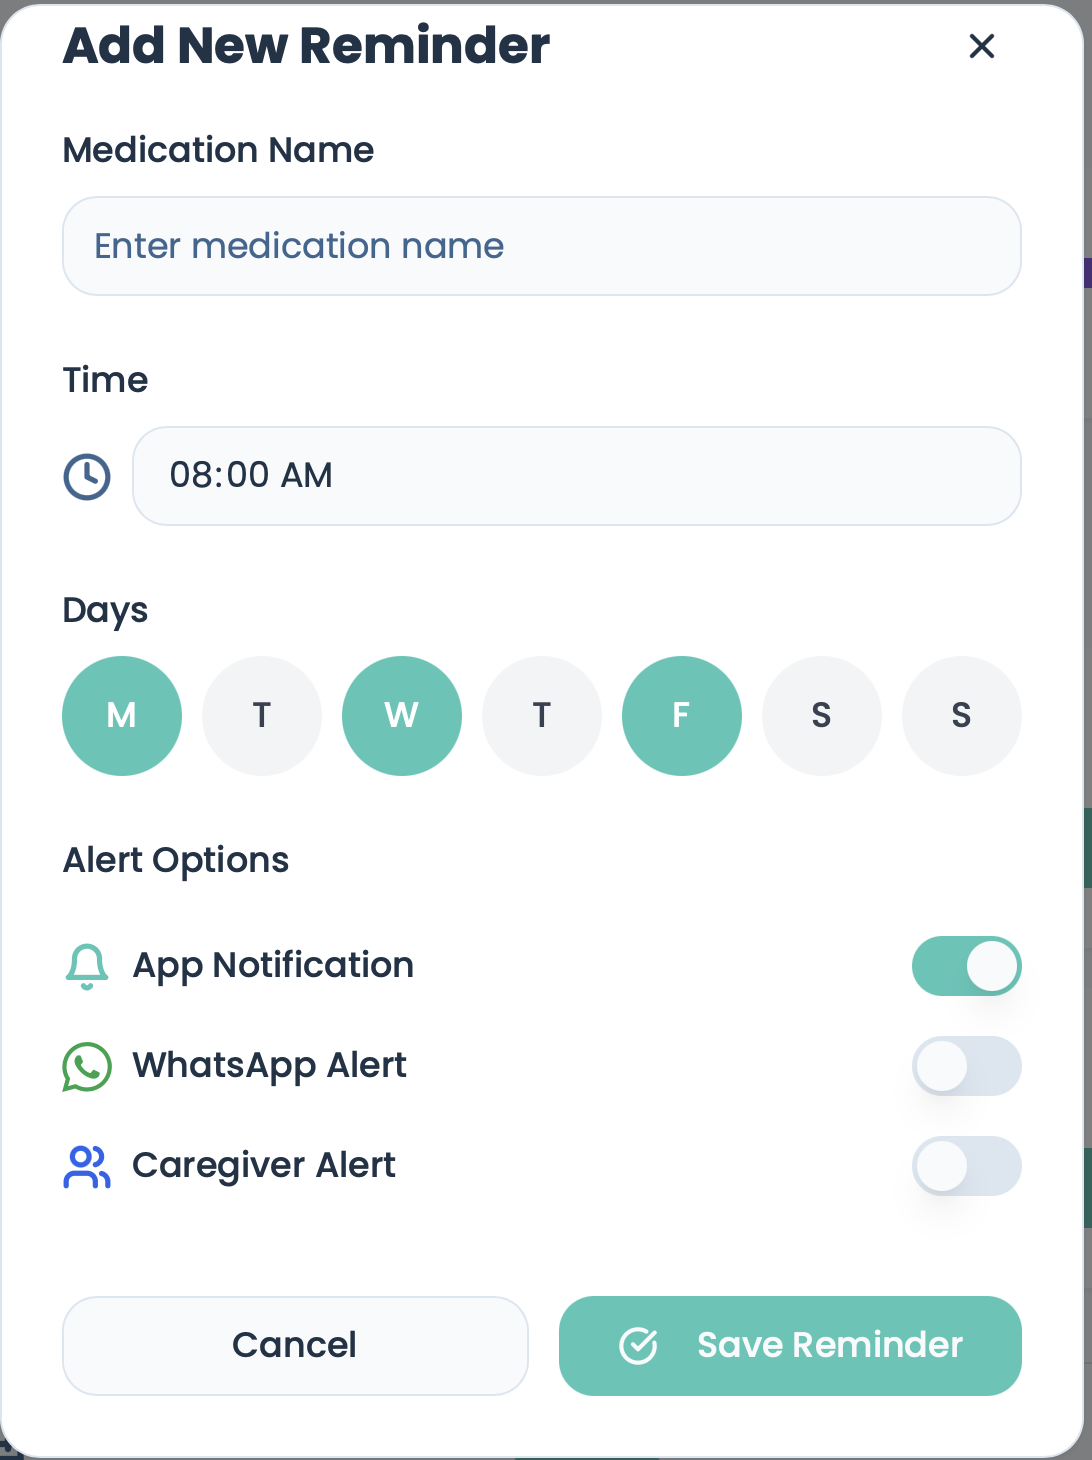 Add New Reminder
Medication Name
Enter medication name
Time
08:00 AM
Days
M T W T F S S
Alert Options
App Notification
WhatsApp Alert
Caregiver Alert
Cancel Save Reminder